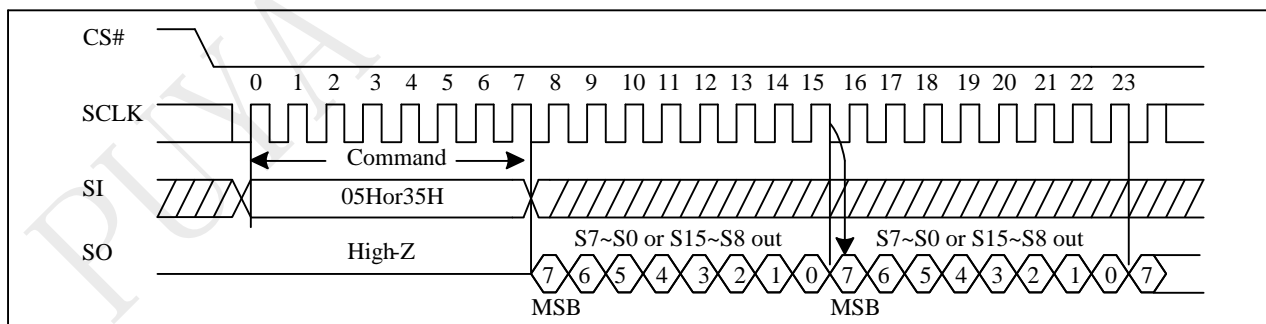 PUYA
CS#
0 1 2 3 4 5 6 7 8 9 10 11 12 13 14 15 16 17 18 19 20 21 22 23
SCLK
Command
SI
05Hor35H
S7~S0 or S15~S8 out S7~S0 or S15~S8 out
SO
High-Z
7 6 5 4 3 2 1 0 7 6 5 4 3 2 1 0 7
MSB MSB